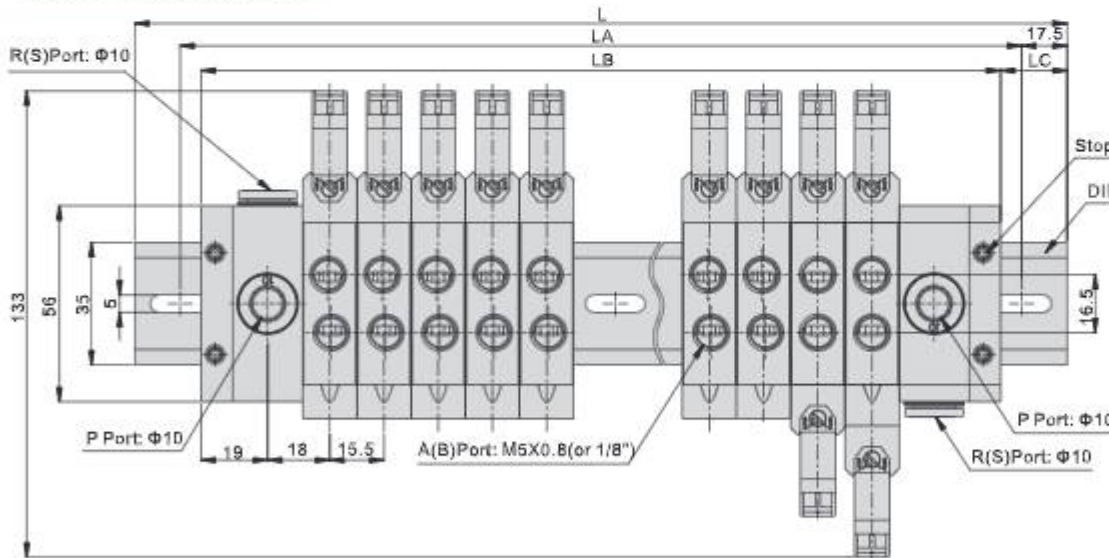 L
LA
17.5
R(S)Port: Φ10
LB
LC
Stop
DI
133
56
35
5
16.5
P Port: Φ10
19
18
15.5
A(B)Port: M5X0.8(or 1/8")
P Port: Φ10
R(S)Port: Φ10